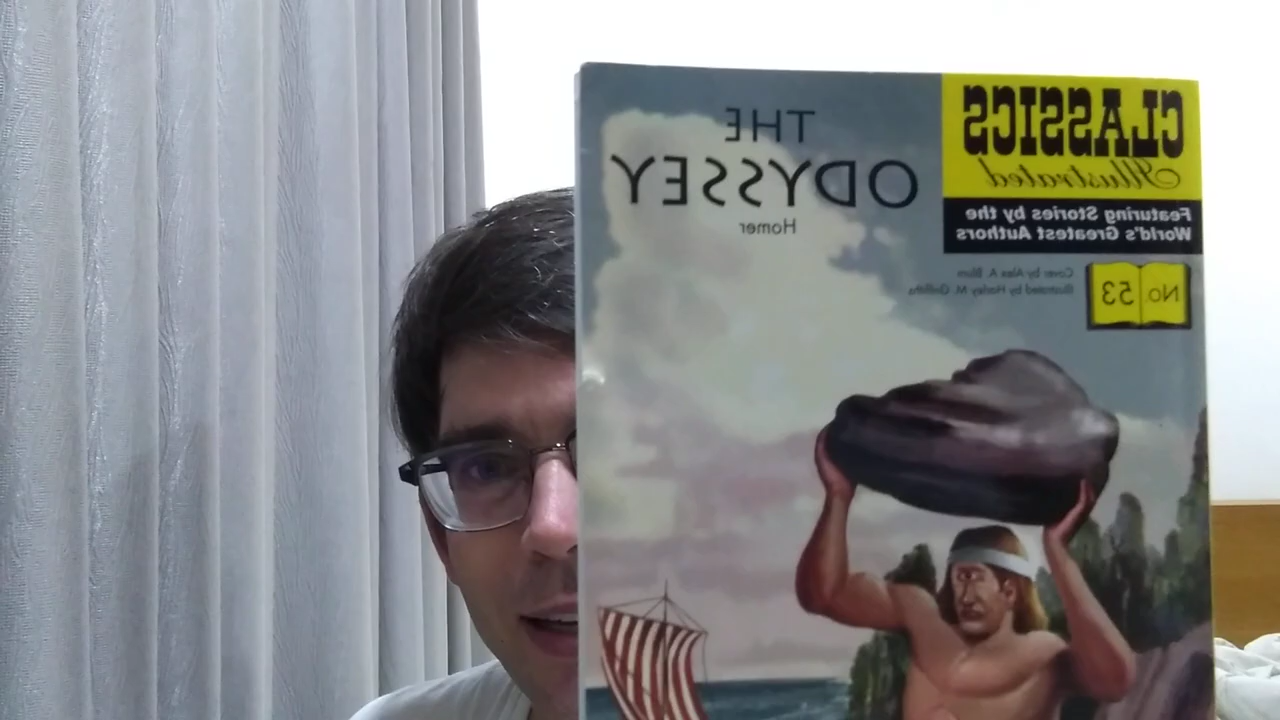 CLASSICS
Illustrated
Featuring Stories by the
World's Greatest Authors
No. 53
THE
ODYSSEY
Homer
Cover by Alex A. Blum
Illustrated by Harley M. Griffiths